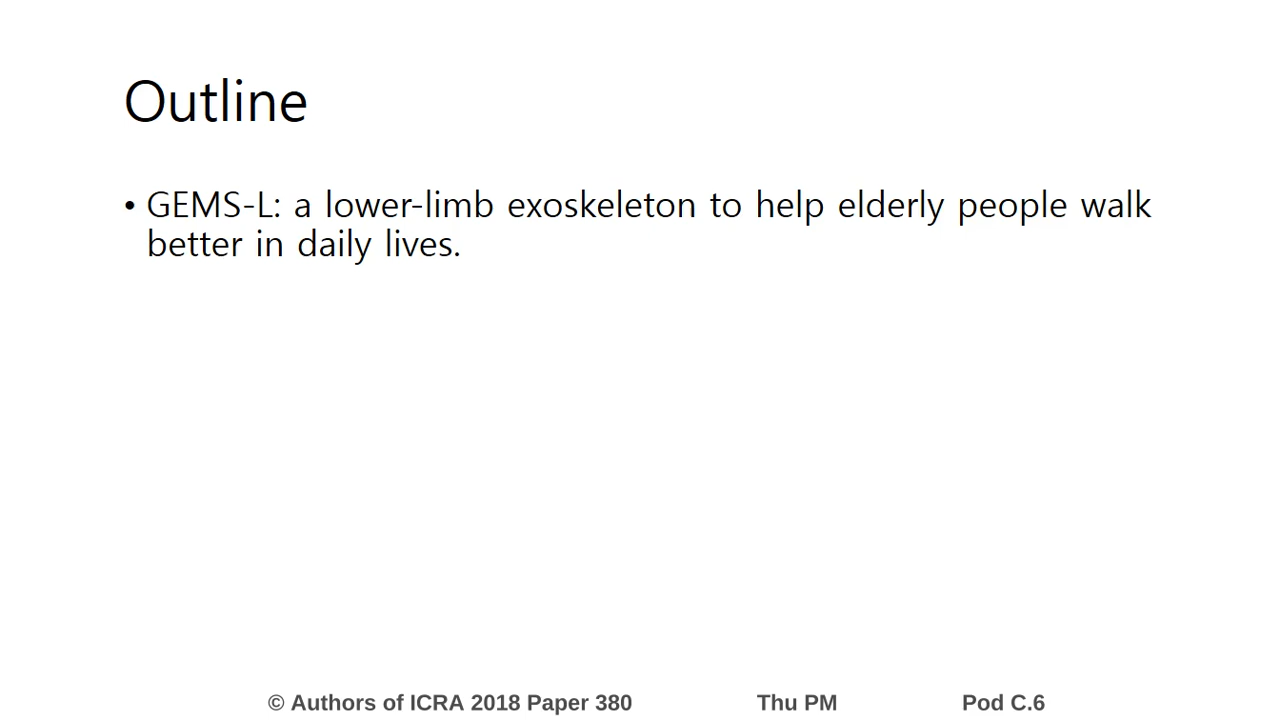 Outline
• GEMS-L: a lower-limb exoskeleton to help elderly people walk
better in daily lives.
© Authors of ICRA 2018 Paper 380 Thu PM Pod C.6